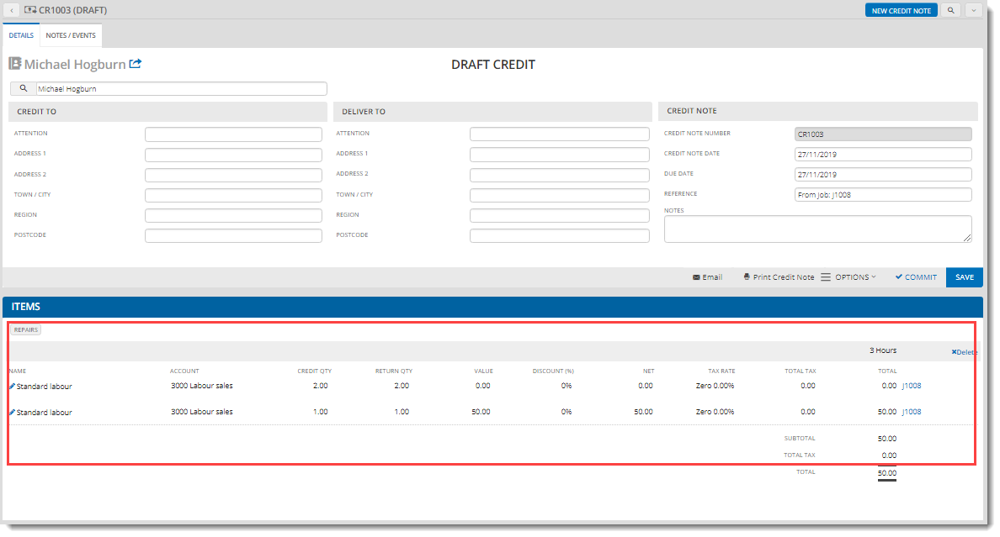 CR1003 (DRAFT) NEW CREDIT NOTE
DETAILS NOTES / EVENTS
Michael Hogburn DRAFT CREDIT
Michael Hogburn
CREDIT TO DELIVER TO CREDIT NOTE
ATTENTION ATTENTION CREDIT NOTE NUMBER CR1003
ADDRESS 1 ADDRESS 1 CREDIT NOTE DATE 27/11/2019
ADDRESS 2 ADDRESS 2 DUE DATE 27/11/2019
TOWN / CITY TOWN / CITY REFERENCE From Job: J1008
REGION REGION NOTES
POSTCODE POSTCODE
Email Print Credit Note OPTIONS COMMIT SAVE
ITEMS
REPAIRS
3 Hours Delete
NAME ACCOUNT CREDIT QTY RETURN QTY VALUE DISCOUNT (%) NET TAX RATE TOTAL TAX TOTAL
Standard labour 3000 Labour sales 2.00 2.00 0.00 0% 0.00 Zero 0.00% 0.00 0.00 J1008
Standard labour 3000 Labour sales 1.00 1.00 50.00 0% 50.00 Zero 0.00% 0.00 50.00 J1008
SUBTOTAL 50.00
TOTAL TAX 0.00
TOTAL 50.00